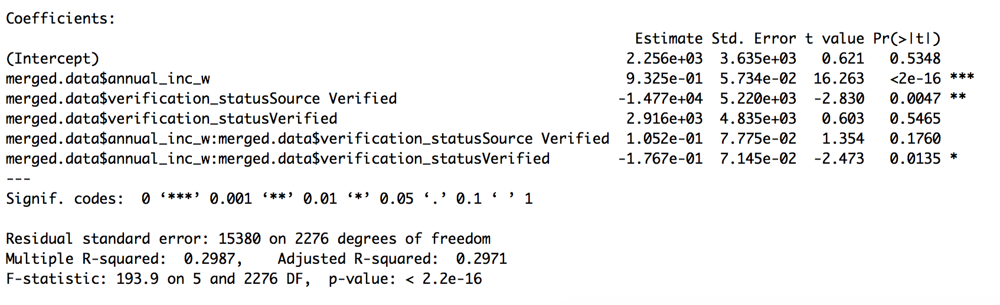 Coefficients:
Estimate Std. Error t value Pr(>|t|)
(Intercept) 2.256e+03 3.635e+03 0.621 0.5348
merged.data$annual_inc_w 9.325e-01 5.734e-02 16.263 <2e-16 ***
merged.data$verification_statusSource Verified -1.477e+04 5.220e+03 -2.830 0.0047 **
merged.data$verification_statusVerified 2.916e+03 4.835e+03 0.603 0.5465
merged.data$annual_inc_w:merged.data$verification_statusSource Verified 1.052e-01 7.775e-02 1.354 0.1760
merged.data$annual_inc_w:merged.data$verification_statusVerified -1.767e-01 7.145e-02 -2.473 0.0135 *
---
Signif. codes: 0 ‘***’ 0.001 ‘**’ 0.01 ‘*’ 0.05 ‘.’ 0.1 ‘ ’ 1
Residual standard error: 15380 on 2276 degrees of freedom
Multiple R-squared: 0.2987, Adjusted R-squared: 0.2971
F-statistic: 193.9 on 5 and 2276 DF, p-value: < 2.2e-16